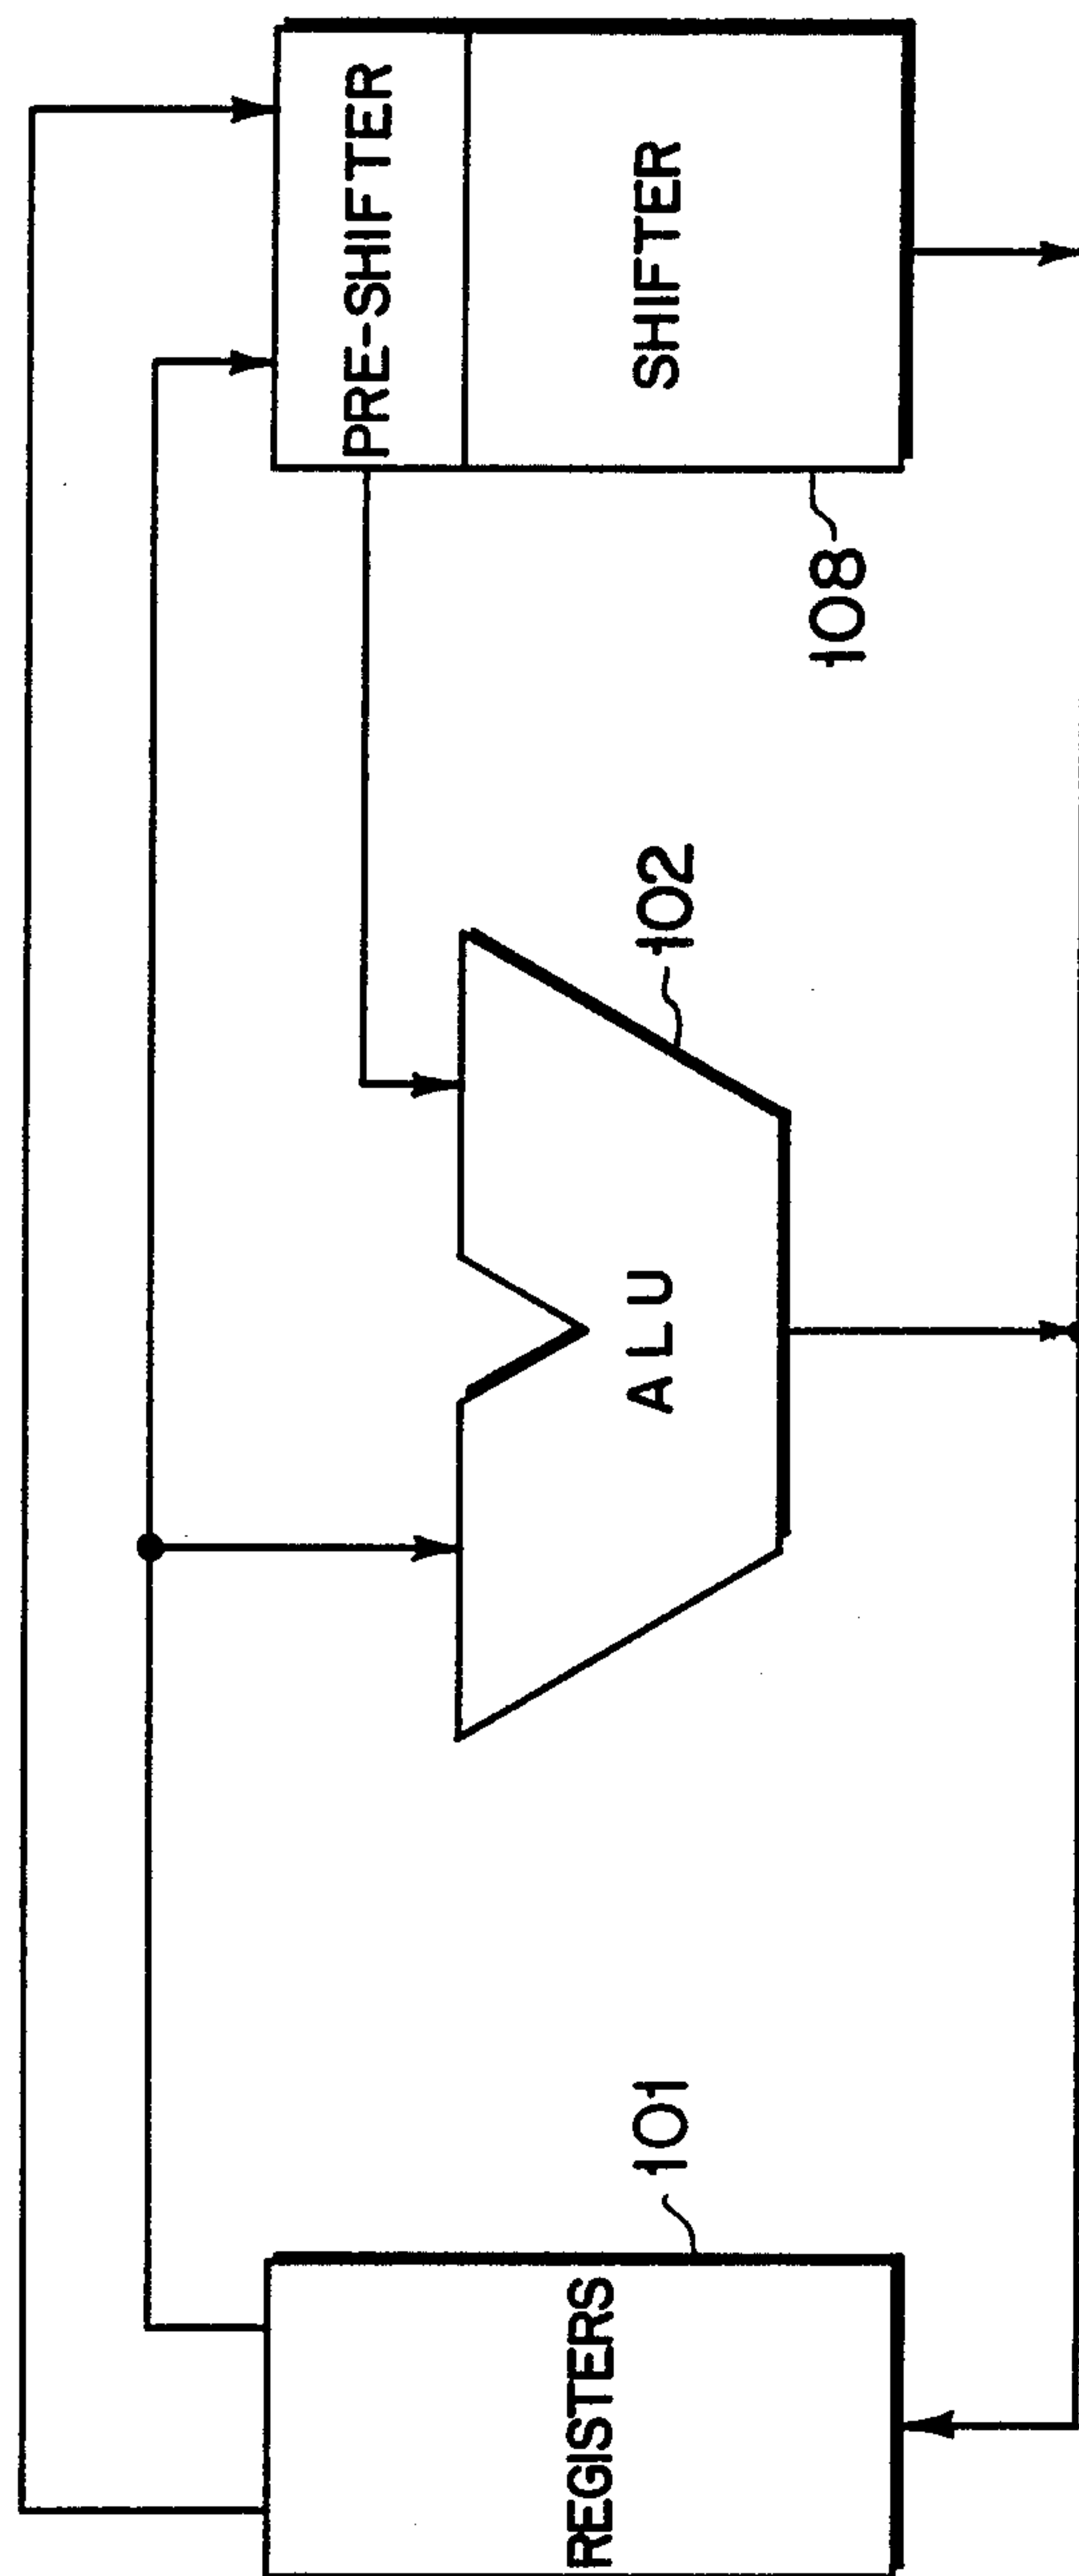 REGISTERS
101
ALU
102
PRE-SHIFTER
SHIFTER
108